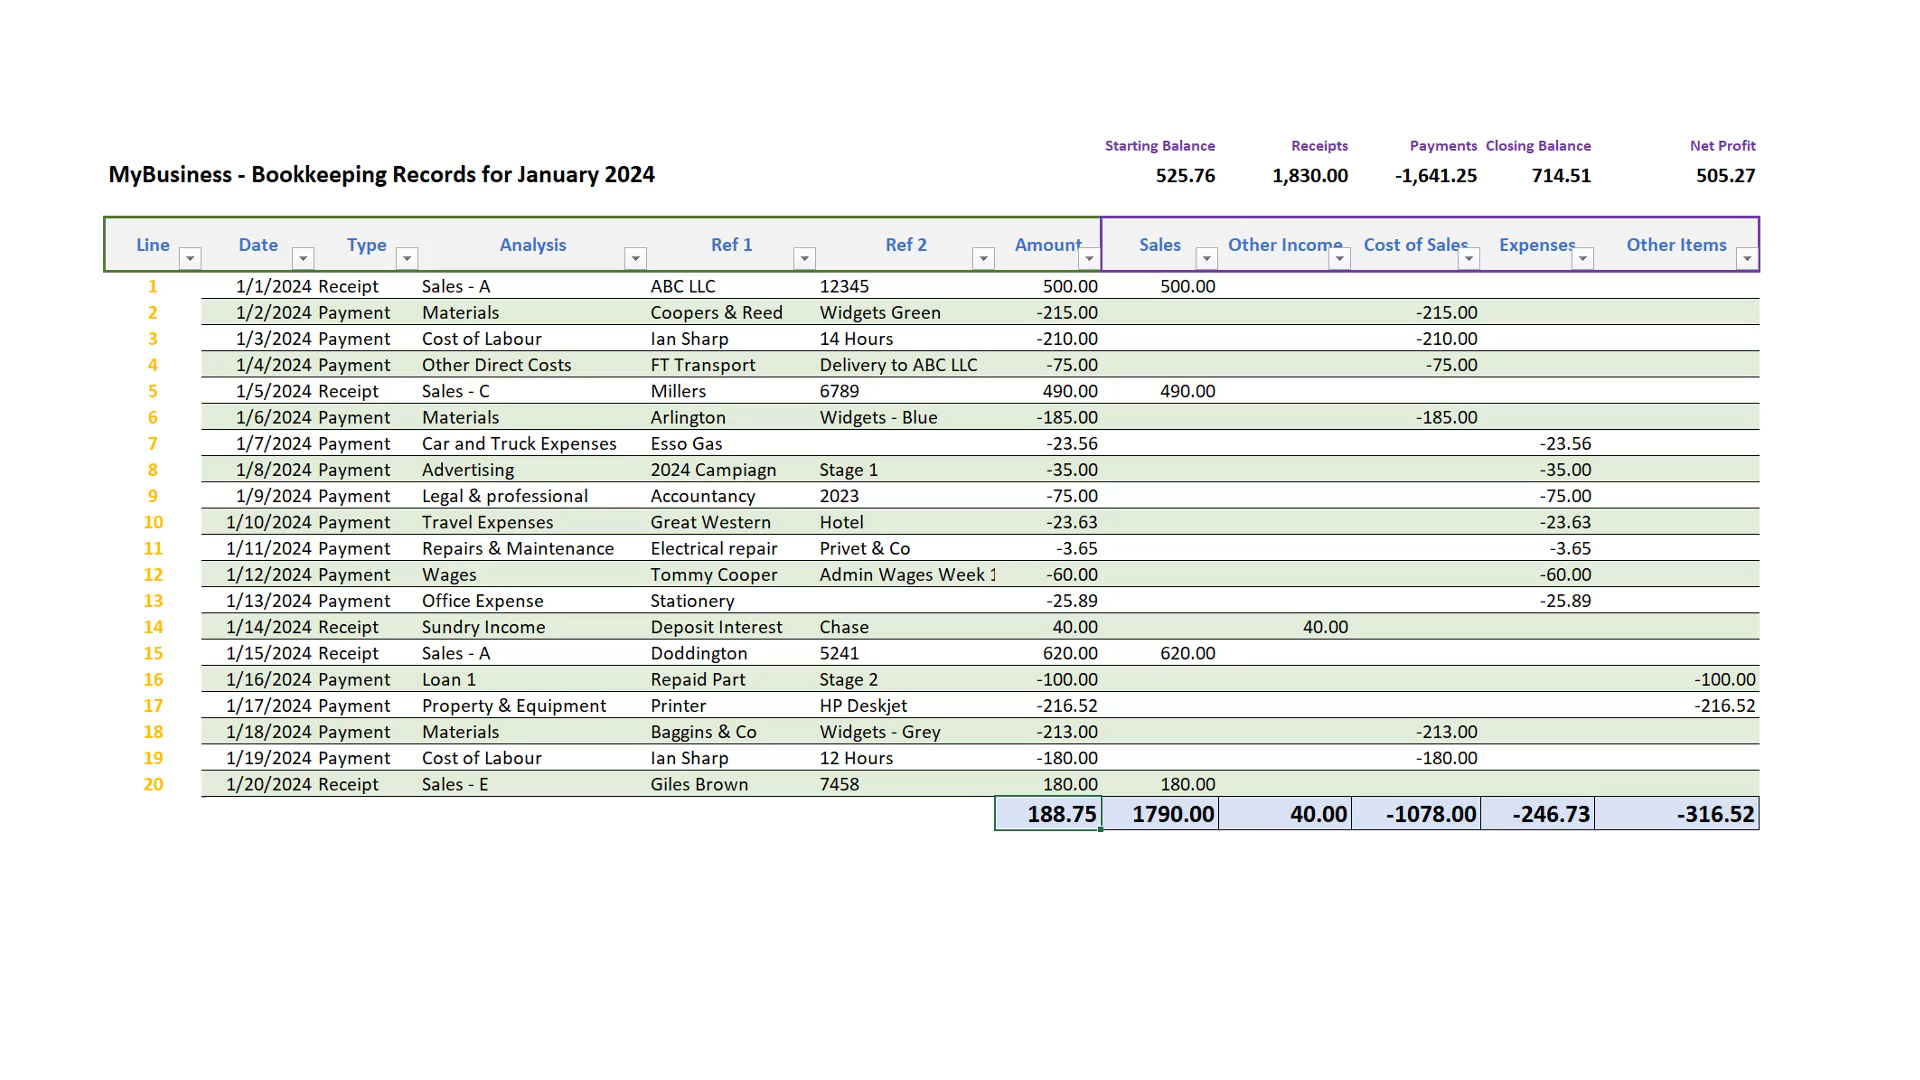 Starting Balance Receipts Payments Closing Balance Net Profit
MyBusiness - Bookkeeping Records for January 2024 525.76 1,830.00 -1,641.25 714.51 505.27
Line Date Type Analysis Ref 1 Ref 2 Amount Sales Other Income Cost of Sales Expenses Other Items
1 1/1/2024 Receipt Sales - A ABC LLC 12345 500.00 500.00
2 1/2/2024 Payment Materials Coopers & Reed Widgets Green -215.00 -215.00
3 1/3/2024 Payment Cost of Labour Ian Sharp 14 Hours -210.00 -210.00
4 1/4/2024 Payment Other Direct Costs FT Transport Delivery to ABC LLC -75.00 -75.00
5 1/5/2024 Receipt Sales - C Millers 6789 490.00 490.00
6 1/6/2024 Payment Materials Arlington Widgets - Blue -185.00 -185.00
7 1/7/2024 Payment Car and Truck Expenses Esso Gas -23.56 -23.56
8 1/8/2024 Payment Advertising 2024 Campiagn Stage 1 -35.00 -35.00
9 1/9/2024 Payment Legal & professional Accountancy 2023 -75.00 -75.00
10 1/10/2024 Payment Travel Expenses Great Western Hotel -23.63 -23.63
11 1/11/2024 Payment Repairs & Maintenance Electrical repair Privet & Co -3.65 -3.65
12 1/12/2024 Payment Wages Tommy Cooper Admin Wages Week 1 -60.00 -60.00
13 1/13/2024 Payment Office Expense Stationery -25.89 -25.89
14 1/14/2024 Receipt Sundry Income Deposit Interest Chase 40.00 40.00
15 1/15/2024 Receipt Sales - A Doddington 5241 620.00 620.00
16 1/16/2024 Payment Loan 1 Repaid Part Stage 2 -100.00 -100.00
17 1/17/2024 Payment Property & Equipment Printer HP Deskjet -216.52 -216.52
18 1/18/2024 Payment Materials Baggins & Co Widgets - Grey -213.00 -213.00
19 1/19/2024 Payment Cost of Labour Ian Sharp 12 Hours -180.00 -180.00
20 1/20/2024 Receipt Sales - E Giles Brown 7458 180.00 180.00
188.75 1790.00 40.00 -1078.00 -246.73 -316.52